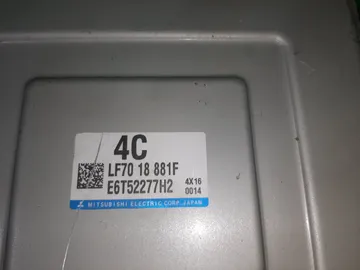 4C
LF70 18 881F
E6T52277H2
4X16
0014
MITSUBISHI ELECTRIC CORP. JAPAN